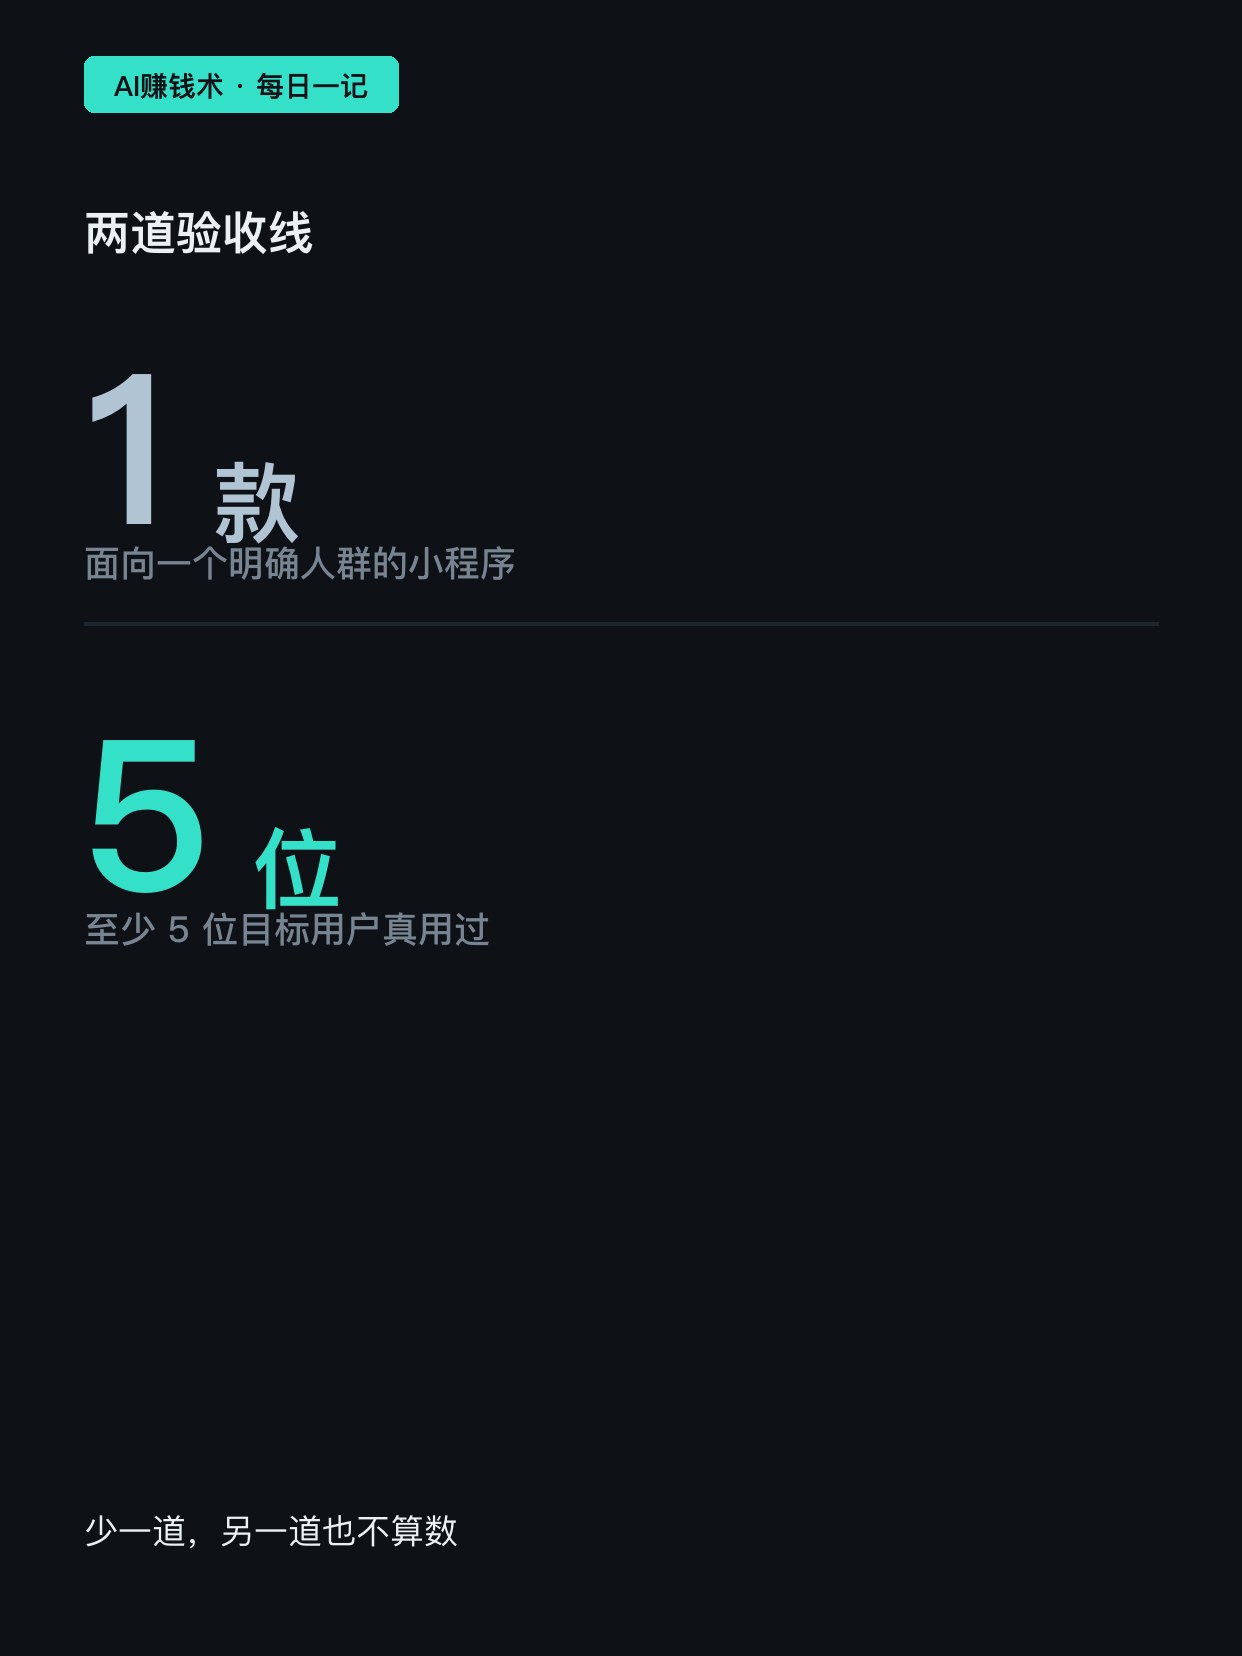 AI赚钱术 · 每日一记
两道验收线
1 款
面向一个明确人群的小程序
5 位
至少 5 位目标用户真用过
少一道，另一道也不算数